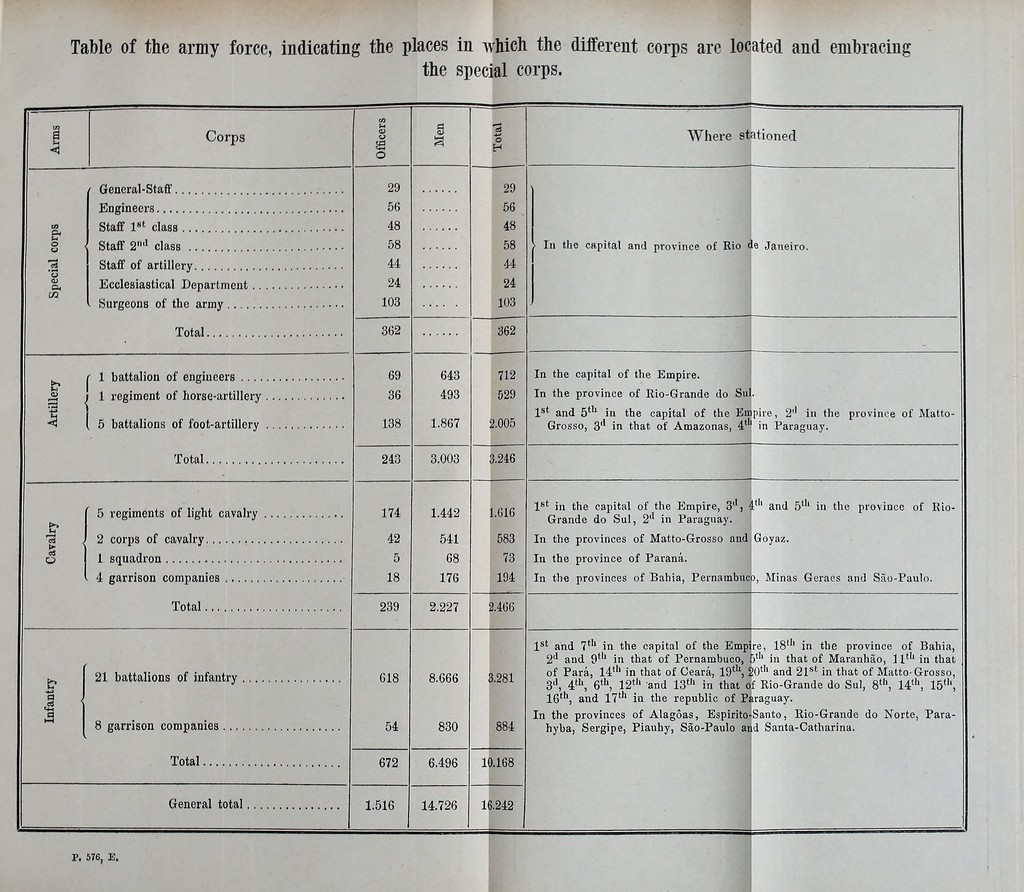 Table of the army force, indicating the places in which the different corps are located and embracing
the special corps.
Arms Corps Officers Men Total Where stationed
Special corps
General-Staff 29 ...... 29
Engineers 56 ...... 56
Staff 1st class 48 ...... 48
Staff 2nd class 58 ...... 58 In the capital and province of Rio de Janeiro.
Staff of artillery 44 ...... 44
Ecclesiastical Department 24 ...... 24
Surgeons of the army 103 ...... 103
Total 362 ...... 362
Artillery
1 battalion of engineers 69 643 712 In the capital of the Empire.
1 regiment of horse-artillery 36 493 529 In the province of Rio-Grande do Sul.
5 battalions of foot-artillery 138 1.867 2.005 1st and 5th in the capital of the Empire, 2d in the province of Matto-
Grosso, 3d in that of Amazonas, 4th in Paraguay.
Total 243 3.003 3.246
Cavalry
5 regiments of light cavalry 174 1.442 1.616 1st in the capital of the Empire, 3d, 4th and 5th in the province of Rio-
Grande do Sul, 2d in Paraguay.
2 corps of cavalry 42 541 583 In the provinces of Matto-Grosso and Goyaz.
1 squadron 5 68 73 In the province of Paraná.
4 garrison companies 18 176 194 In the provinces of Bahia, Pernambuco, Minas Geraes and São-Paulo.
Total 239 2.227 2.466
Infantry
21 battalions of infantry 618 8.666 3.281 1st and 7th in the capital of the Empire, 18th in the province of Bahia,
2d and 9th in that of Pernambuco, 5th in that of Maranhão, 11th in that
of Pará, 14th in that of Ceará, 19th, 20th and 21st in that of Matto-Grosso,
3d, 4th, 6th, 12th and 13th in that of Rio-Grande do Sul, 8th, 14th, 15th,
16th, and 17th in the republic of Paraguay.
8 garrison companies 54 830 884 In the provinces of Alagôas, Espirito-Santo, Rio-Grande do Norte, Para-
hyba, Sergipe, Piauhy, São-Paulo and Santa-Catharina.
Total 672 6.496 10.168
General total 1.516 14.726 16.242
P. 576, E.